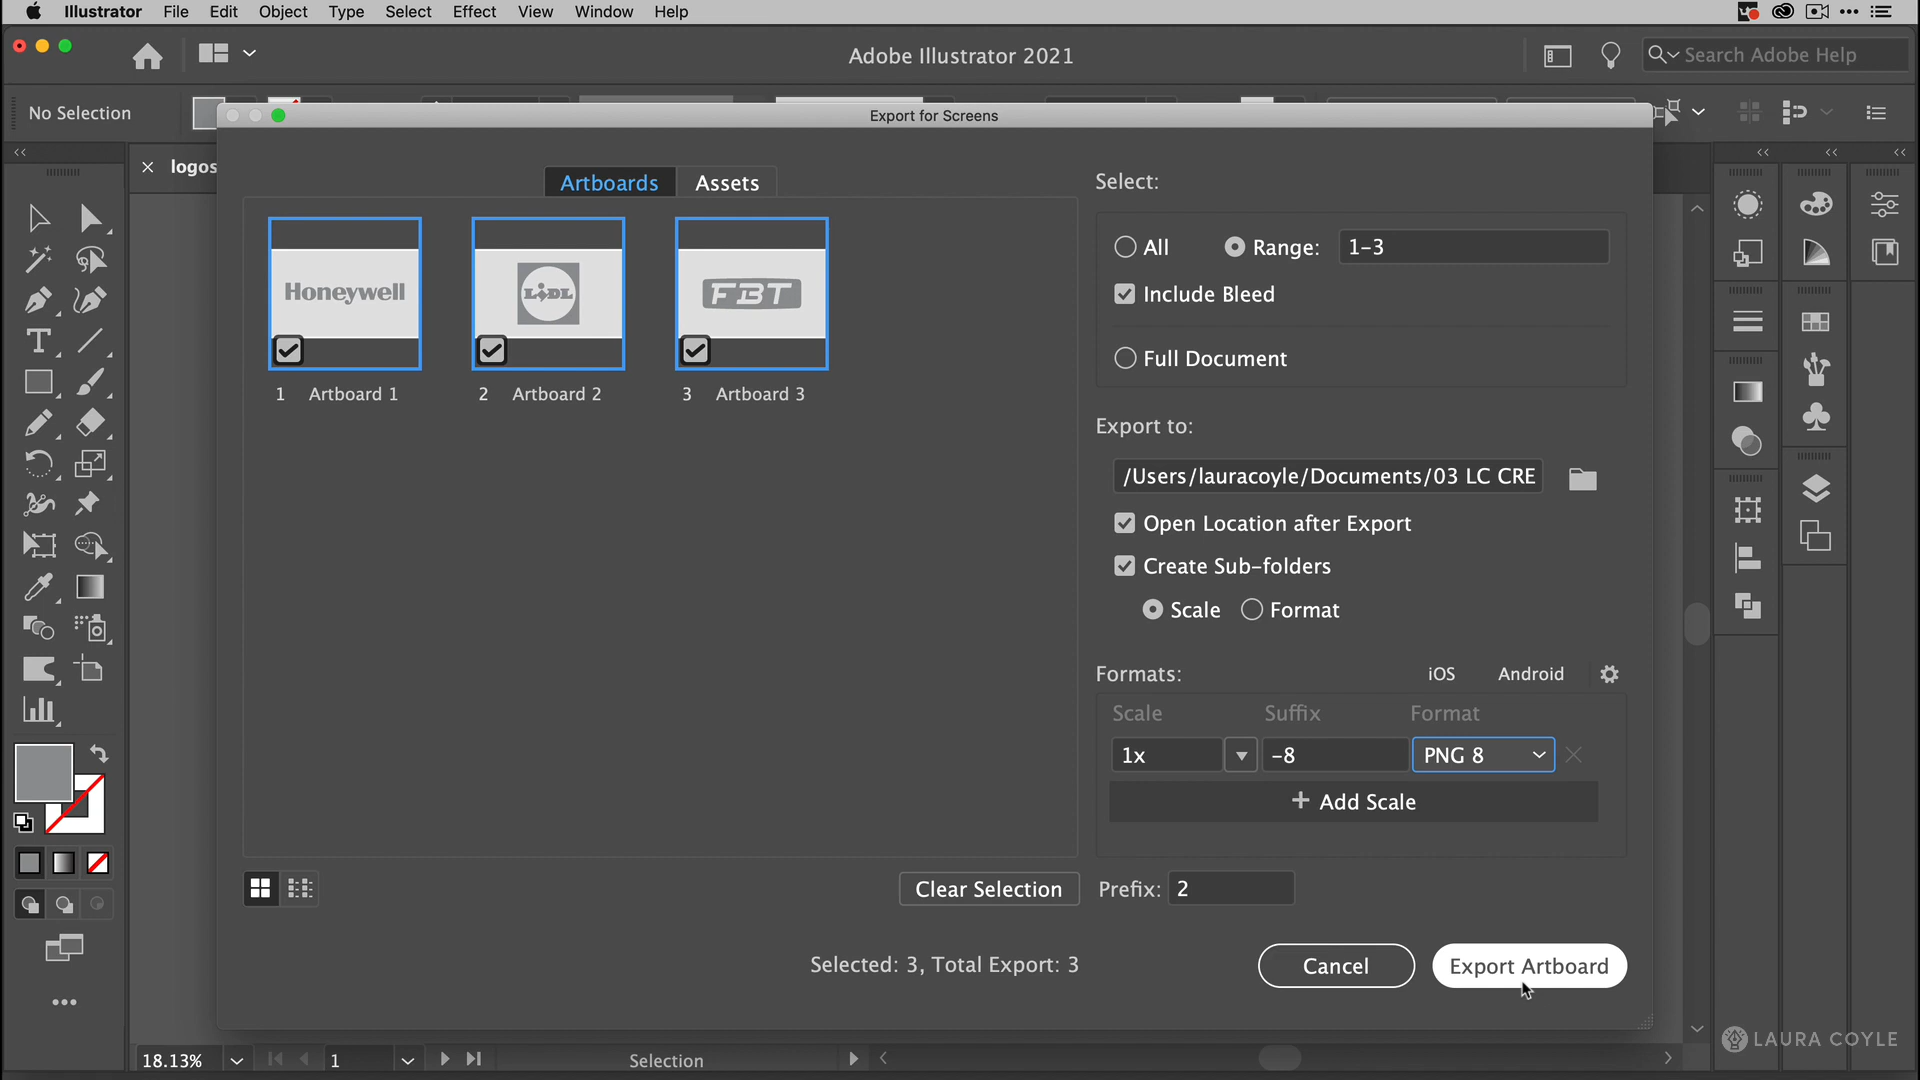 Illustrator File Edit Object Type Select Effect View Window Help
Adobe Illustrator 2021
Search Adobe Help
No Selection
Export for Screens
logos
Artboards Assets
Honeywell
LIDL
FBT
1 Artboard 1
2 Artboard 2
3 Artboard 3
Select:
All Range: 1-3
Include Bleed
Full Document
Export to:
/Users/lauracoyle/Documents/03 LC CRE
Open Location after Export
Create Sub-folders
Scale Format
Formats: iOS Android
Scale Suffix Format
1x -8 PNG 8
+ Add Scale
Clear Selection
Prefix: 2
Selected: 3, Total Export: 3
Cancel
Export Artboard
18.13% 1 Selection
LAURA COYLE